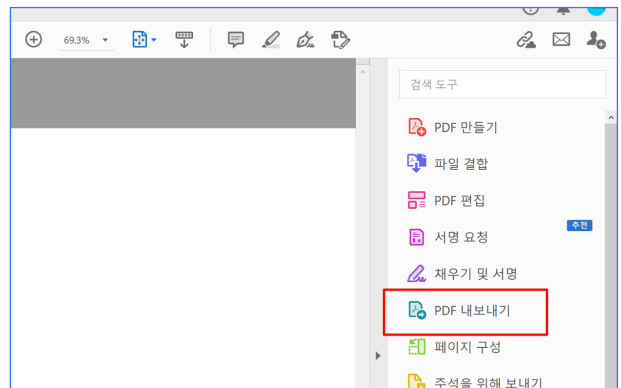 69.3%
검색 도구
PDF 만들기
파일 결합
PDF 편집
추천
서명 요청
채우기 및 서명
PDF 내보내기
페이지 구성
주석을 위해 보내기